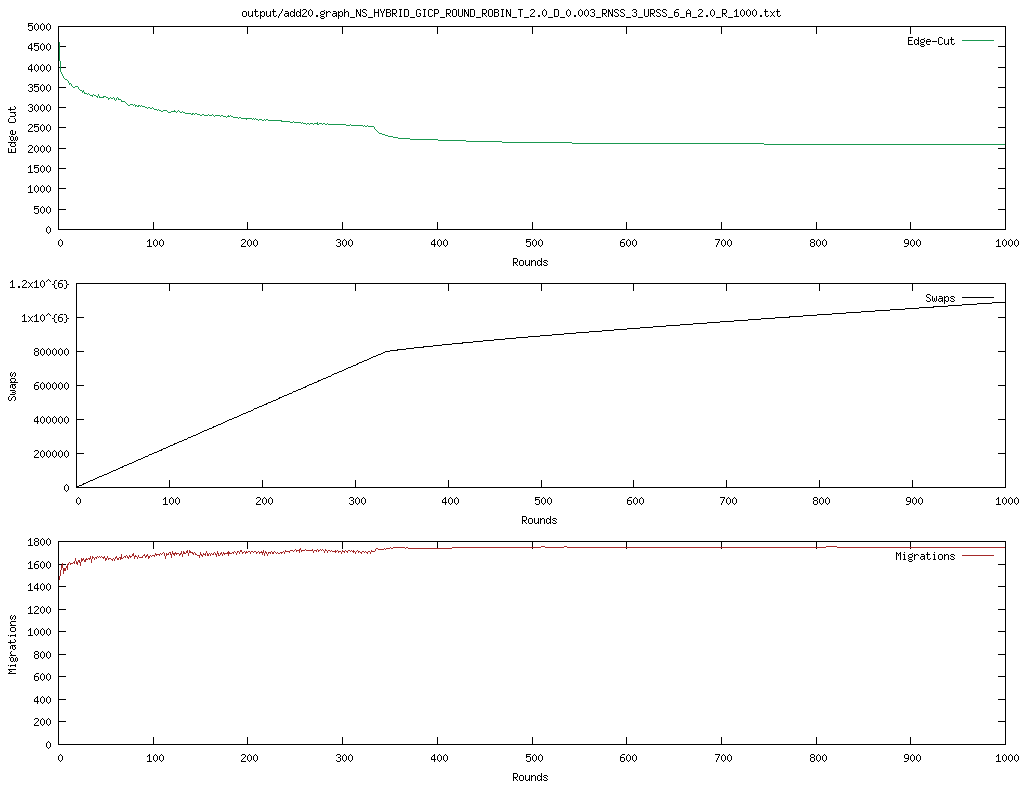 output/add20.graph_NS_HYBRID_GICP_ROUND_ROBIN_T_2.0_D_0.003_RNSS_3_URSS_6_A_2.0_R_1000.txt
5000
4500
4000
3500
3000
2500
2000
1500
1000
500
0
Edge Cut
Edge-Cut
0 100 200 300 400 500 600 700 800 900 1000
Rounds
1.2x10^{6}
1x10^{6}
800000
600000
400000
200000
0
Swaps
Swaps
0 100 200 300 400 500 600 700 800 900 1000
Rounds
1800
1600
1400
1200
1000
800
600
400
200
0
Migrations
Migrations
0 100 200 300 400 500 600 700 800 900 1000
Rounds